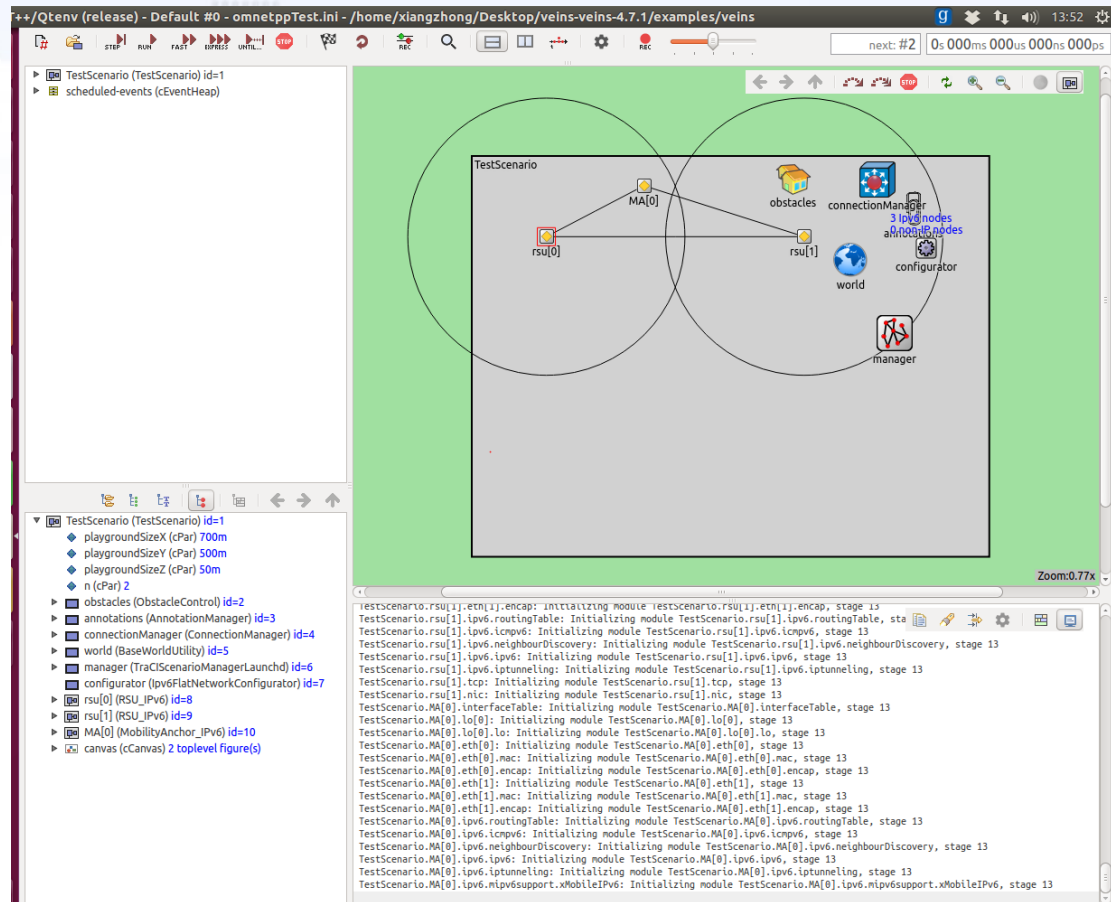 T++/Qtenv (release) - Default #0 - omnetppTest.ini - /home/xiangzhong/Desktop/veins-veins-4.7.1/examples/veins
13:52
STEP RUN FAST EXPRESS UNTIL... STOP REC REC
next: #2 0s 000ms 000us 000ns 000ps
TestScenario (TestScenario) id=1
scheduled-events (cEventHeap)
STOP
TestScenario
MA[0]
obstacles
connectionManager
3 Ipv6 nodes
0 non-IP nodes
annotations
rsu[0]
rsu[1]
configurator
world
manager
Zoom:0.77x
TestScenario (TestScenario) id=1
playgroundSizeX (cPar) 700m
playgroundSizeY (cPar) 500m
playgroundSizeZ (cPar) 50m
n (cPar) 2
obstacles (ObstacleControl) id=2
annotations (AnnotationManager) id=3
connectionManager (ConnectionManager) id=4
world (BaseWorldUtility) id=5
manager (TraCIScenarioManagerLaunchd) id=6
configurator (Ipv6FlatNetworkConfigurator) id=7
rsu[0] (RSU_IPv6) id=8
rsu[1] (RSU_IPv6) id=9
MA[0] (MobilityAnchor_IPv6) id=10
canvas (cCanvas) 2 toplevel figure(s)
TestScenario.rsu[1].eth[1].encap: Initializing module TestScenario.rsu[1].eth[1].encap, stage 13
TestScenario.rsu[1].ipv6.routingTable: Initializing module TestScenario.rsu[1].ipv6.routingTable, sta
TestScenario.rsu[1].ipv6.icmpv6: Initializing module TestScenario.rsu[1].ipv6.icmpv6, stage 13
TestScenario.rsu[1].ipv6.neighbourDiscovery: Initializing module TestScenario.rsu[1].ipv6.neighbourDiscovery, stage 13
TestScenario.rsu[1].ipv6.ipv6: Initializing module TestScenario.rsu[1].ipv6.ipv6, stage 13
TestScenario.rsu[1].ipv6.iptunneling: Initializing module TestScenario.rsu[1].ipv6.iptunneling, stage 13
TestScenario.rsu[1].tcp: Initializing module TestScenario.rsu[1].tcp, stage 13
TestScenario.rsu[1].nic: Initializing module TestScenario.rsu[1].nic, stage 13
TestScenario.MA[0].interfaceTable: Initializing module TestScenario.MA[0].interfaceTable, stage 13
TestScenario.MA[0].lo[0]: Initializing module TestScenario.MA[0].lo[0], stage 13
TestScenario.MA[0].lo[0].lo: Initializing module TestScenario.MA[0].lo[0].lo, stage 13
TestScenario.MA[0].eth[0]: Initializing module TestScenario.MA[0].eth[0], stage 13
TestScenario.MA[0].eth[0].mac: Initializing module TestScenario.MA[0].eth[0].mac, stage 13
TestScenario.MA[0].eth[0].encap: Initializing module TestScenario.MA[0].eth[0].encap, stage 13
TestScenario.MA[0].eth[1]: Initializing module TestScenario.MA[0].eth[1], stage 13
TestScenario.MA[0].eth[1].mac: Initializing module TestScenario.MA[0].eth[1].mac, stage 13
TestScenario.MA[0].eth[1].encap: Initializing module TestScenario.MA[0].eth[1].encap, stage 13
TestScenario.MA[0].ipv6.routingTable: Initializing module TestScenario.MA[0].ipv6.routingTable, stage 13
TestScenario.MA[0].ipv6.icmpv6: Initializing module TestScenario.MA[0].ipv6.icmpv6, stage 13
TestScenario.MA[0].ipv6.neighbourDiscovery: Initializing module TestScenario.MA[0].ipv6.neighbourDiscovery, stage 13
TestScenario.MA[0].ipv6.ipv6: Initializing module TestScenario.MA[0].ipv6.ipv6, stage 13
TestScenario.MA[0].ipv6.iptunneling: Initializing module TestScenario.MA[0].ipv6.iptunneling, stage 13
TestScenario.MA[0].ipv6.mipv6support.xMobileIPv6: Initializing module TestScenario.MA[0].ipv6.mipv6support.xMobileIPv6, stage 13